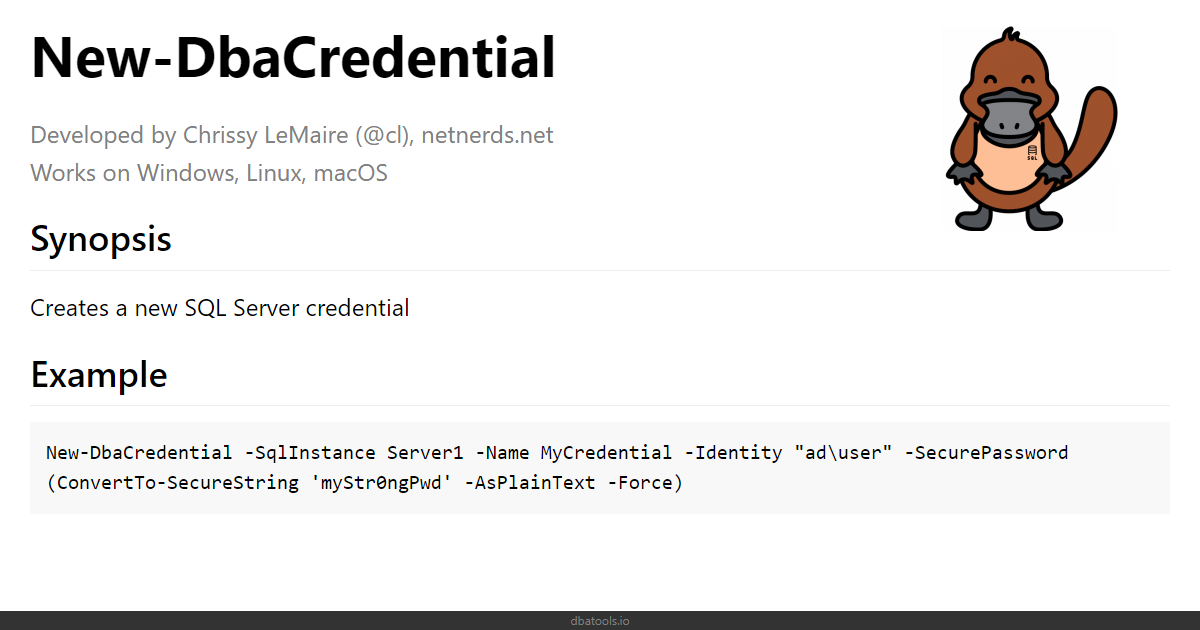 New-DbaCredential
Developed by Chrissy LeMaire (@cl), netnerds.net
Works on Windows, Linux, macOS
SQL
Synopsis
Creates a new SQL Server credential
Example
New-DbaCredential -SqlInstance Server1 -Name MyCredential -Identity "ad\user" -SecurePassword
(ConvertTo-SecureString 'myStr0ngPwd' -AsPlainText -Force)
dbatools.io